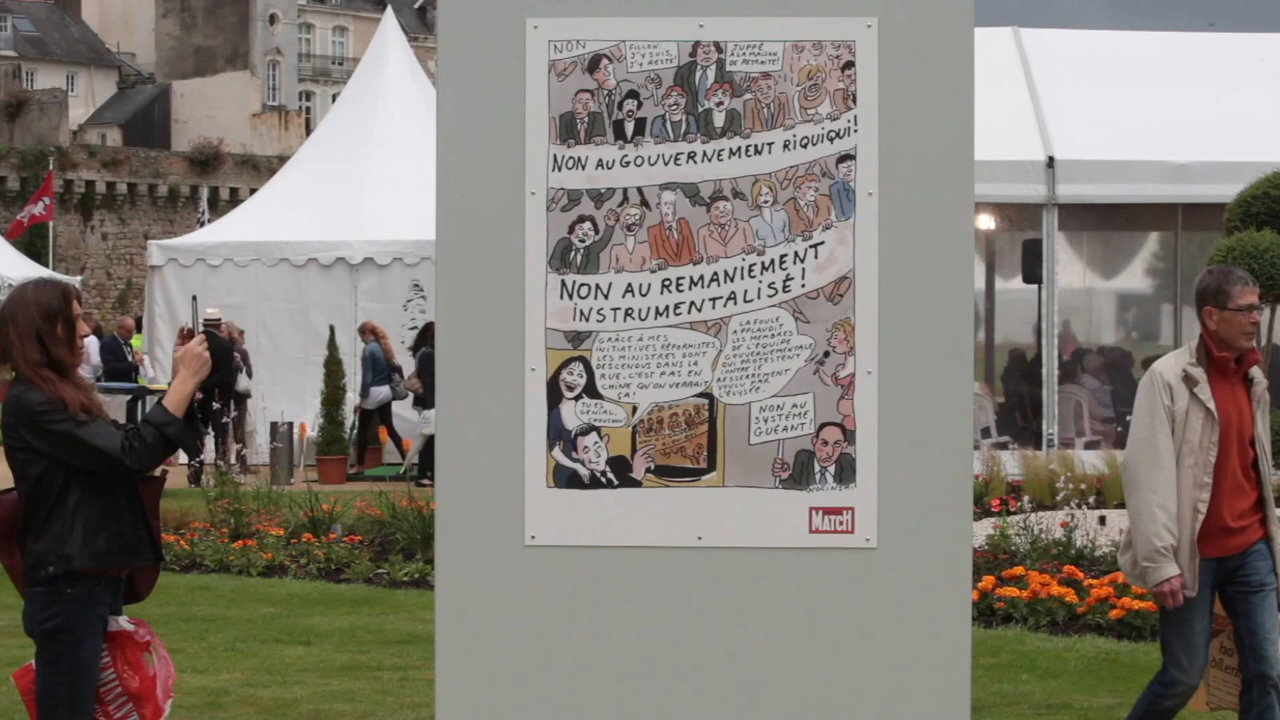 NON
FILLON,
J'Y SUIS,
J'Y RESTE!
JUPPÉ
À LA MAISON
DE RETRAITE!
NON AU GOUVERNEMENT RIQUIQUI!
NON AU REMANIEMENT
INSTRUMENTALISÉ!
GRÂCE À MES
INITIATIVES RÉFORMISTES,
LES MINISTRES SONT
DESCENDUS DANS LA
RUE. C'EST PAS EN
CHINE QU'ON VERRAIT
ÇA!
LA FOULE
APPLAUDIT
LES MEMBRES
DE L'ÉQUIPE
GOUVERNEMENTALE
QUI PROTESTENT
CONTRE LE
RESSERREMENT
VOULU PAR
L'ÉLYSÉE.
TU ES
GÉNIAL,
CHOUCHOU!
NON AU
SYSTÈME,
GUÉANT!
WOLINSKI
MATCH